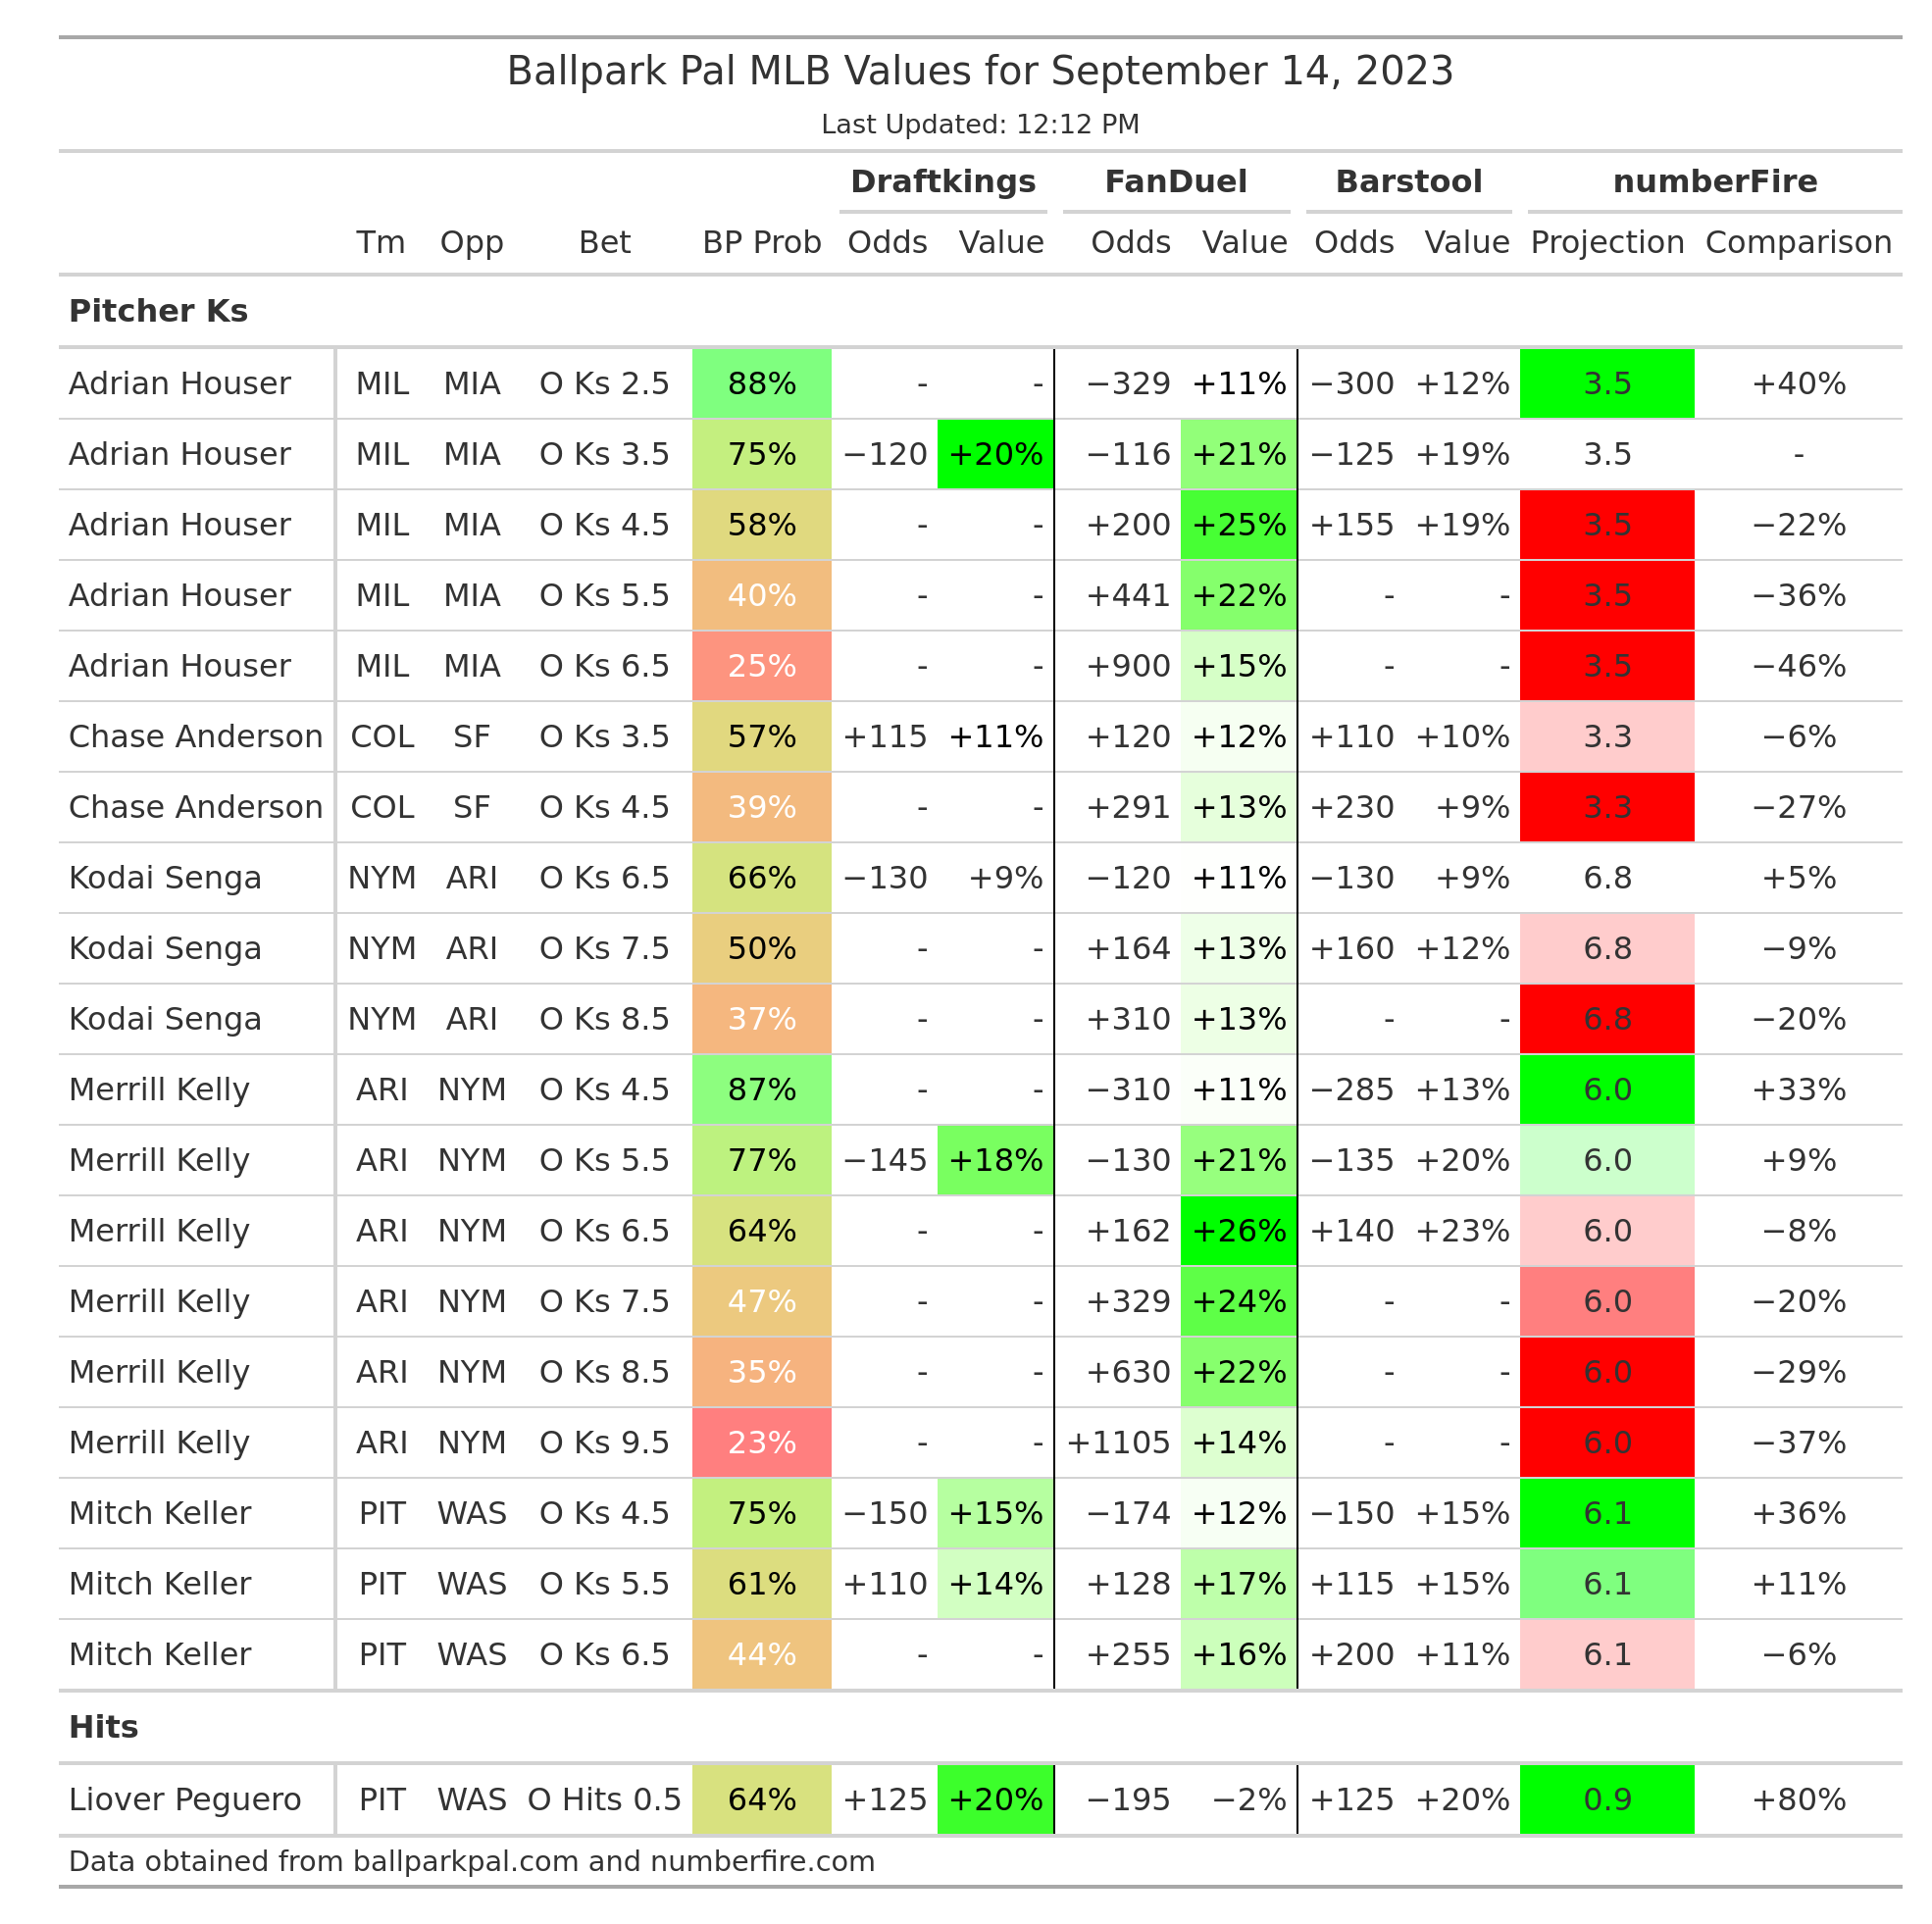 Ballpark Pal MLB Values for September 14, 2023
Last Updated: 12:12 PM
Draftkings FanDuel Barstool numberFire
Tm Opp Bet BP Prob Odds Value Odds Value Odds Value Projection Comparison
Pitcher Ks
Adrian Houser MIL MIA O Ks 2.5 88% - - −329 +11% −300 +12% 3.5 +40%
Adrian Houser MIL MIA O Ks 3.5 75% −120 +20% −116 +21% −125 +19% 3.5 -
Adrian Houser MIL MIA O Ks 4.5 58% - - +200 +25% +155 +19% 3.5 −22%
Adrian Houser MIL MIA O Ks 5.5 40% - - +441 +22% - - 3.5 −36%
Adrian Houser MIL MIA O Ks 6.5 25% - - +900 +15% - - 3.5 −46%
Chase Anderson COL SF O Ks 3.5 57% +115 +11% +120 +12% +110 +10% 3.3 −6%
Chase Anderson COL SF O Ks 4.5 39% - - +291 +13% +230 +9% 3.3 −27%
Kodai Senga NYM ARI O Ks 6.5 66% −130 +9% −120 +11% −130 +9% 6.8 +5%
Kodai Senga NYM ARI O Ks 7.5 50% - - +164 +13% +160 +12% 6.8 −9%
Kodai Senga NYM ARI O Ks 8.5 37% - - +310 +13% - - 6.8 −20%
Merrill Kelly ARI NYM O Ks 4.5 87% - - −310 +11% −285 +13% 6.0 +33%
Merrill Kelly ARI NYM O Ks 5.5 77% −145 +18% −130 +21% −135 +20% 6.0 +9%
Merrill Kelly ARI NYM O Ks 6.5 64% - - +162 +26% +140 +23% 6.0 −8%
Merrill Kelly ARI NYM O Ks 7.5 47% - - +329 +24% - - 6.0 −20%
Merrill Kelly ARI NYM O Ks 8.5 35% - - +630 +22% - - 6.0 −29%
Merrill Kelly ARI NYM O Ks 9.5 23% - - +1105 +14% - - 6.0 −37%
Mitch Keller PIT WAS O Ks 4.5 75% −150 +15% −174 +12% −150 +15% 6.1 +36%
Mitch Keller PIT WAS O Ks 5.5 61% +110 +14% +128 +17% +115 +15% 6.1 +11%
Mitch Keller PIT WAS O Ks 6.5 44% - - +255 +16% +200 +11% 6.1 −6%
Hits
Liover Peguero PIT WAS O Hits 0.5 64% +125 +20% −195 −2% +125 +20% 0.9 +80%
Data obtained from ballparkpal.com and numberfire.com